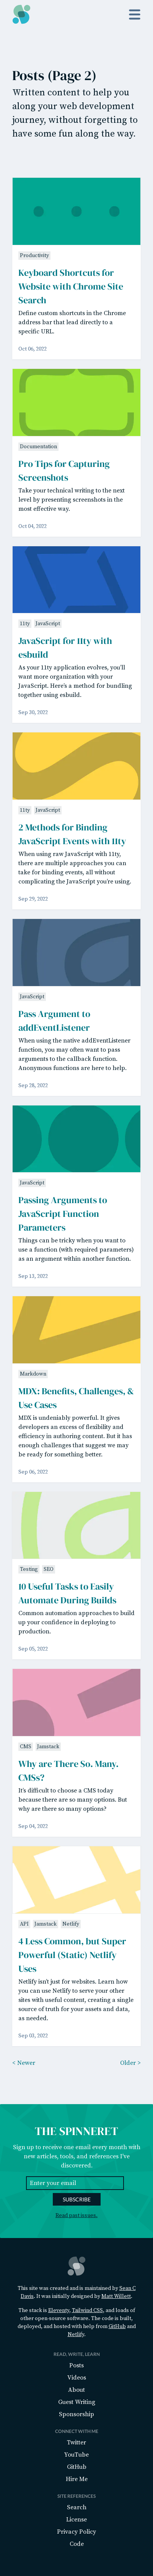 Posts (Page 2)
Written content to help you
along your web development
journey, without forgetting to
have some fun along the way.
Productivity
Keyboard Shortcuts for
Website with Chrome Site
Search
Define custom shortcuts in the Chrome
address bar that lead directly to a
specific URL.
Oct 06, 2022
Documentation
Pro Tips for Capturing
Screenshots
Take your technical writing to the next
level by presenting screenshots in the
most effective way.
Oct 04, 2022
11ty JavaScript
JavaScript for 11ty with
esbuild
As your 11ty application evolves, you'll
want more organization with your
JavaScript. Here's a method for bundling
together using esbuild.
Sep 30, 2022
11ty JavaScript
2 Methods for Binding
JavaScript Events with 11ty
When using raw JavaScript with 11ty,
there are multiple approaches you can
take for binding events, all without
complicating the JavaScript you're using.
Sep 29, 2022
JavaScript
Pass Argument to
addEventListener
When using the native addEventListener
function, you may often want to pass
arguments to the callback function.
Anonymous functions are here to help.
Sep 28, 2022
JavaScript
Passing Arguments to
JavaScript Function
Parameters
Things can be tricky when you want to
use a function (with required parameters)
as an argument within another function.
Sep 13, 2022
Markdown
MDX: Benefits, Challenges, &
Use Cases
MDX is undeniably powerful. It gives
developers an excess of flexibility and
efficiency in authoring content. But it has
enough challenges that suggest we may
be ready for something better.
Sep 06, 2022
Testing SEO
10 Useful Tasks to Easily
Automate During Builds
Common automation approaches to build
up your confidence in deploying to
production.
Sep 05, 2022
CMS Jamstack
Why are There So. Many.
CMSs?
It's difficult to choose a CMS today
because there are so many options. But
why are there so many options?
Sep 04, 2022
API Jamstack Netlify
4 Less Common, but Super
Powerful (Static) Netlify
Uses
Netlify isn't just for websites. Learn how
you can use Netlify to serve your other
sites with useful content, creating a single
source of truth for your assets and data,
as needed.
Sep 03, 2022
< Newer Older >
THE SPINNERET
Sign up to receive one email every month with
new articles, tools, and references I've
discovered.
Enter your email
SUBSCRIBE
Read past issues.
This site was created and is maintained by Sean C
Davis. It was initially designed by Matt Willett.
The stack is Eleventy, Tailwind CSS, and loads of
other open-source software. The code is built,
deployed, and hosted with help from GitHub and
Netlify.
READ, WRITE, LEARN
Posts
Videos
About
Guest Writing
Sponsorship
CONNECT WITH ME
Twitter
YouTube
GitHub
Hire Me
SITE REFERENCES
Search
License
Privacy Policy
Code